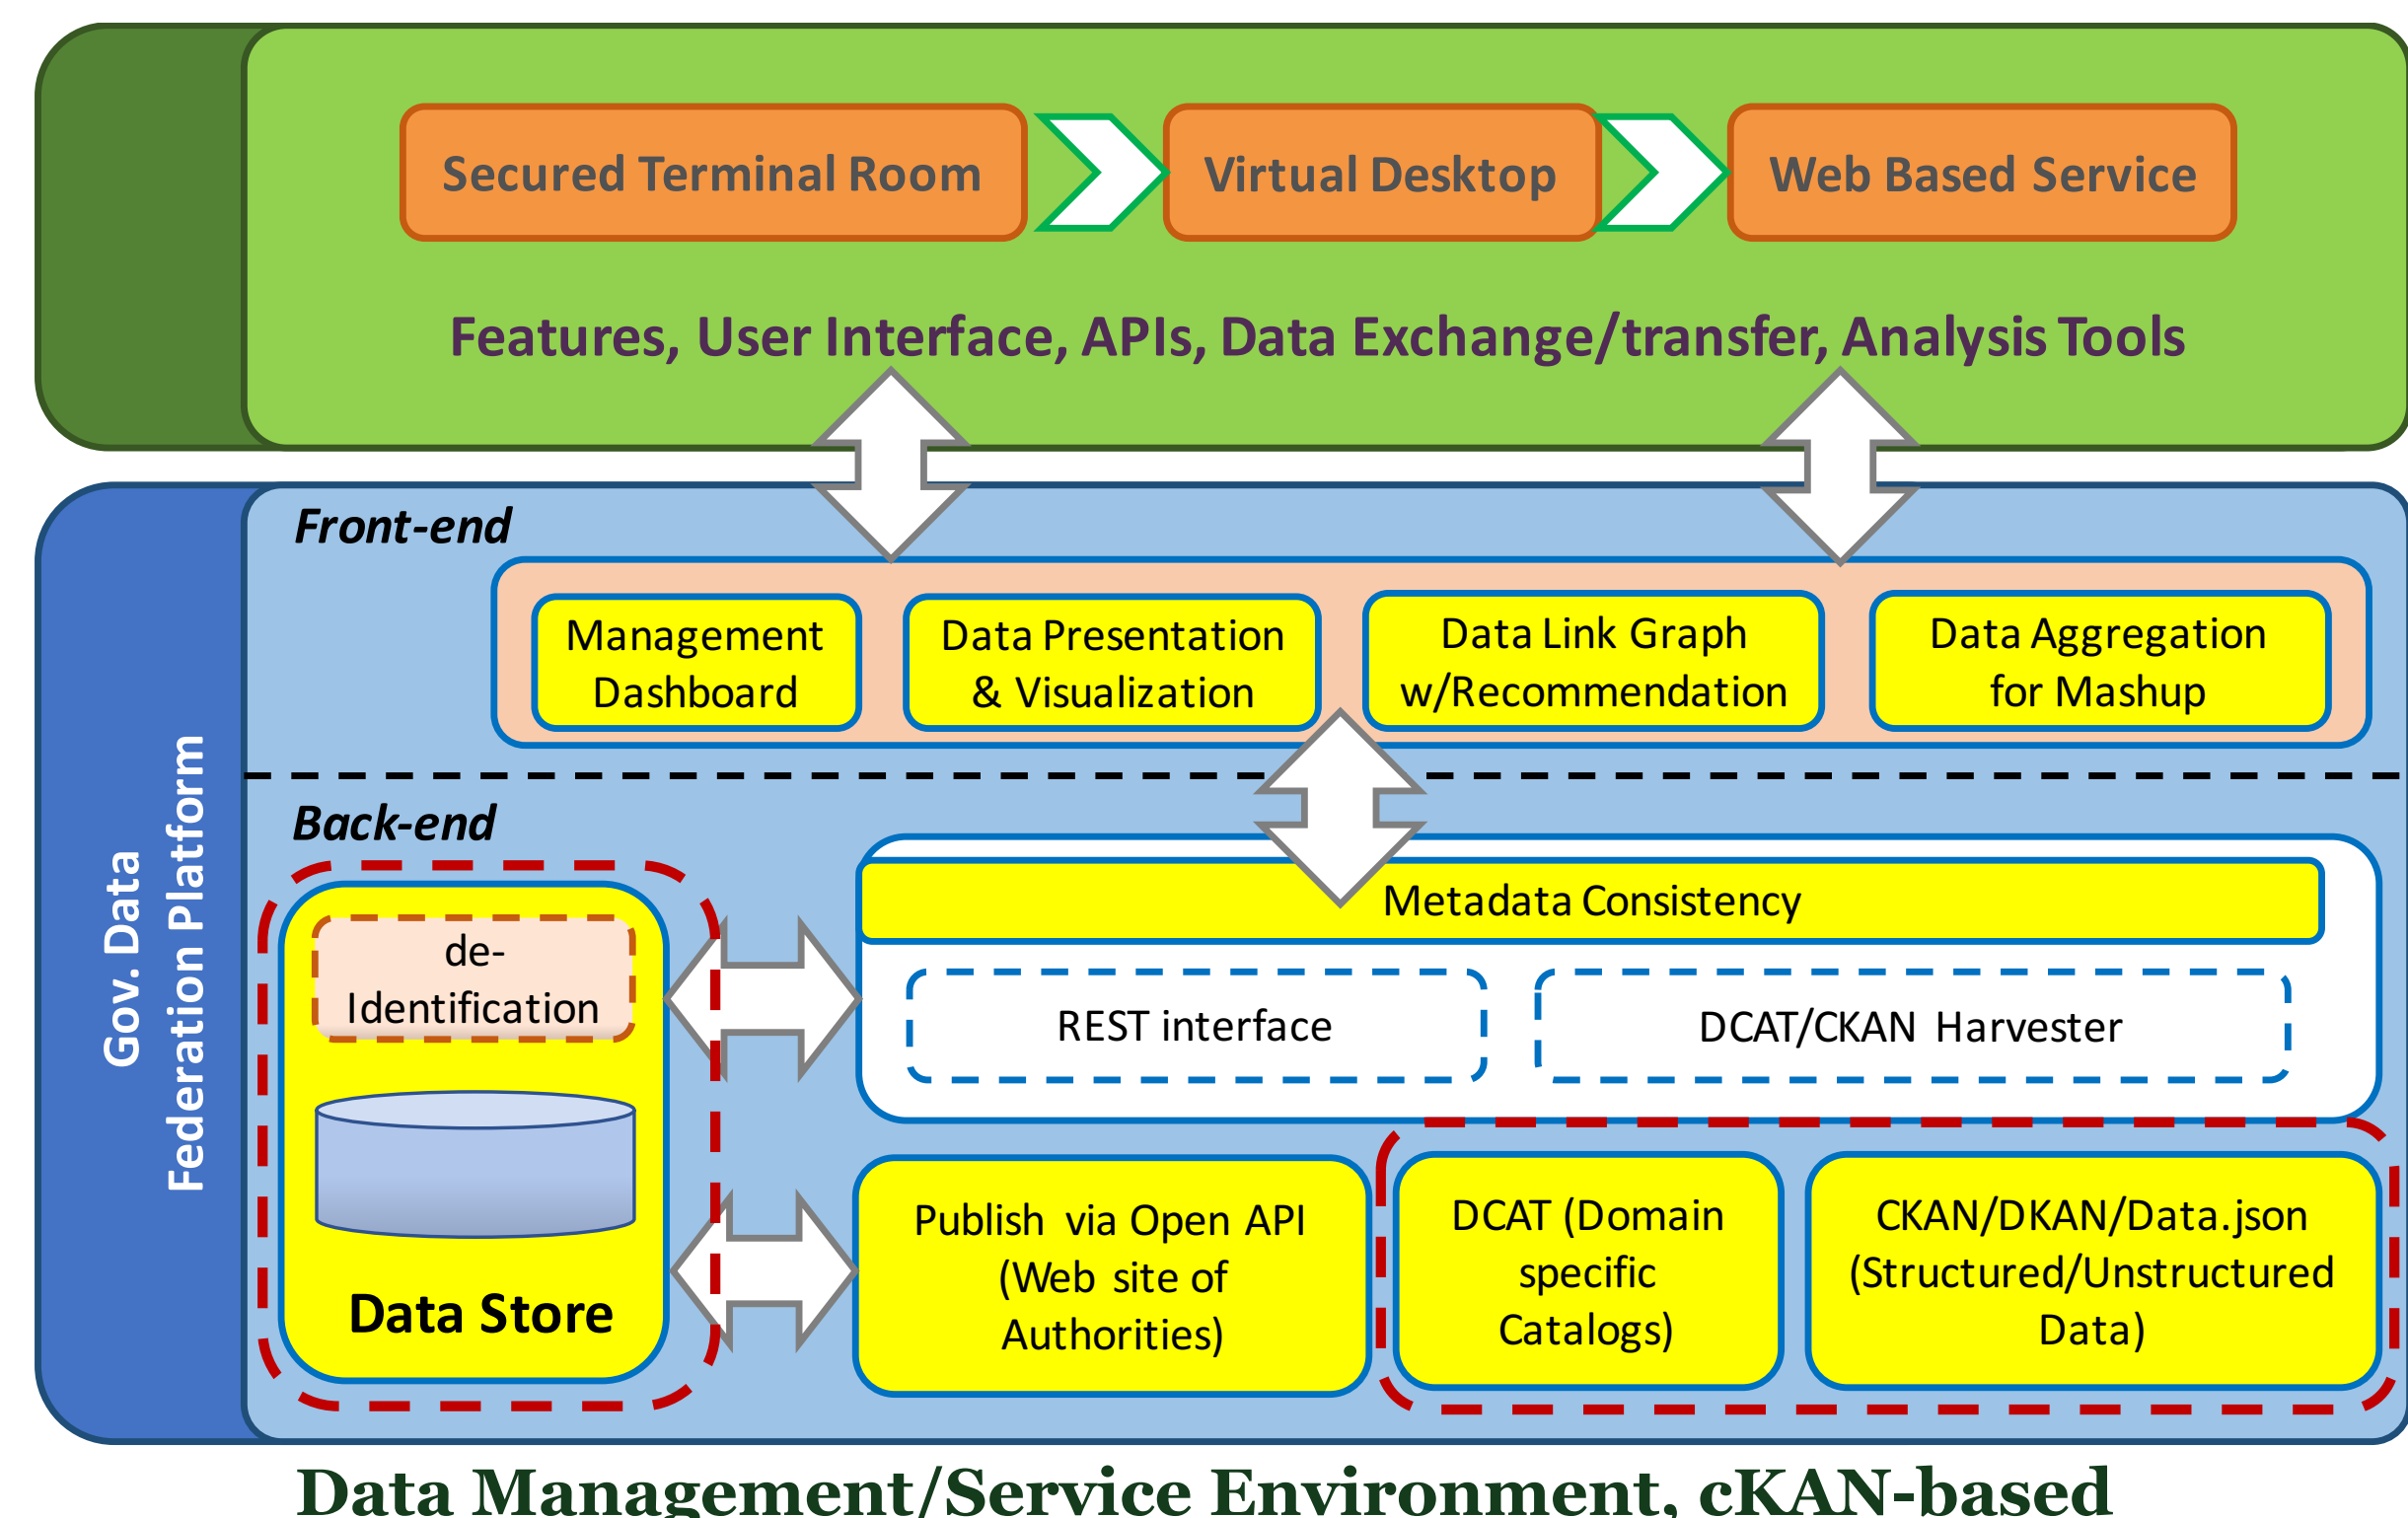 Secured Terminal Room
Virtual Desktop
Web Based Service
Features, User Interface, APIs, Data Exchange/transfer, Analysis Tools
Gov. Data
Federation Platform
Front-end
Management
Dashboard
Data Presentation
& Visualization
Data Link Graph
w/Recommendation
Data Aggregation
for Mashup
Back-end
de-
Identification
Data Store
Metadata Consistency
REST interface
DCAT/CKAN Harvester
Publish via Open API
(Web site of
Authorities)
DCAT (Domain
specific
Catalogs)
CKAN/DKAN/Data.json
(Structured/Unstructured
Data)
Data Management/Service Environment, cKAN-based